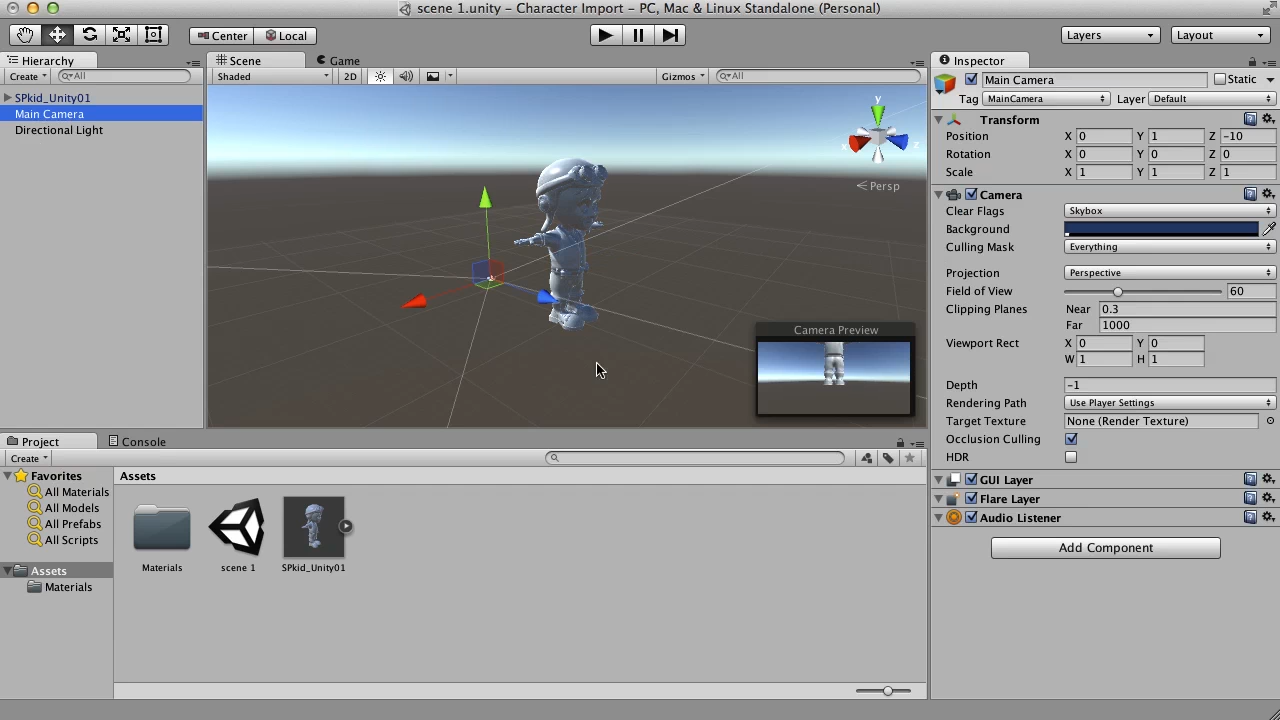 scene 1.unity – Character Import – PC, Mac & Linux Standalone (Personal)
Center Local Layers Layout
Hierarchy
Create All
SPkid_Unity01
Main Camera
Directional Light
Scene Game
Shaded 2D Gizmos All
y
x z
Persp
Camera Preview
Inspector
Main Camera Static
Tag MainCamera Layer Default
Transform
Position X 0 Y 1 Z -10
Rotation X 0 Y 0 Z 0
Scale X 1 Y 1 Z 1
Camera
Clear Flags Skybox
Background
Culling Mask Everything
Projection Perspective
Field of View 60
Clipping Planes Near 0.3
Far 1000
Viewport Rect X 0 Y 0
W 1 H 1
Depth -1
Rendering Path Use Player Settings
Target Texture None (Render Texture)
Occlusion Culling
HDR
GUI Layer
Flare Layer
Audio Listener
Add Component
Project Console
Create
Favorites
All Materials
All Models
All Prefabs
All Scripts
Assets
Materials
Assets
Materials scene 1 SPkid_Unity01